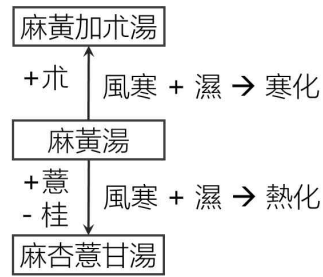 麻黃加朮湯
+朮
風寒 + 濕 → 寒化
麻黃湯
+薏
- 桂
風寒 + 濕 → 熱化
麻杏薏甘湯